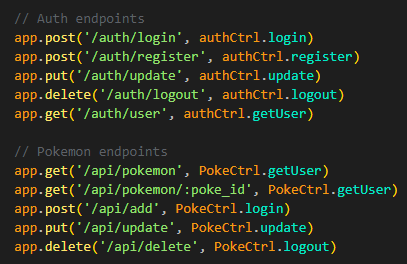 // Auth endpoints
app.post('/auth/login', authCtrl.login)
app.post('/auth/register', authCtrl.register)
app.put('/auth/update', authCtrl.update)
app.delete('/auth/logout', authCtrl.logout)
app.get('/auth/user', authCtrl.getUser)

// Pokemon endpoints
app.get('/api/pokemon', PokeCtrl.getUser)
app.get('/api/pokemon/:poke_id', PokeCtrl.getUser)
app.post('/api/add', PokeCtrl.login)
app.put('/api/update', PokeCtrl.update)
app.delete('/api/delete', PokeCtrl.logout)